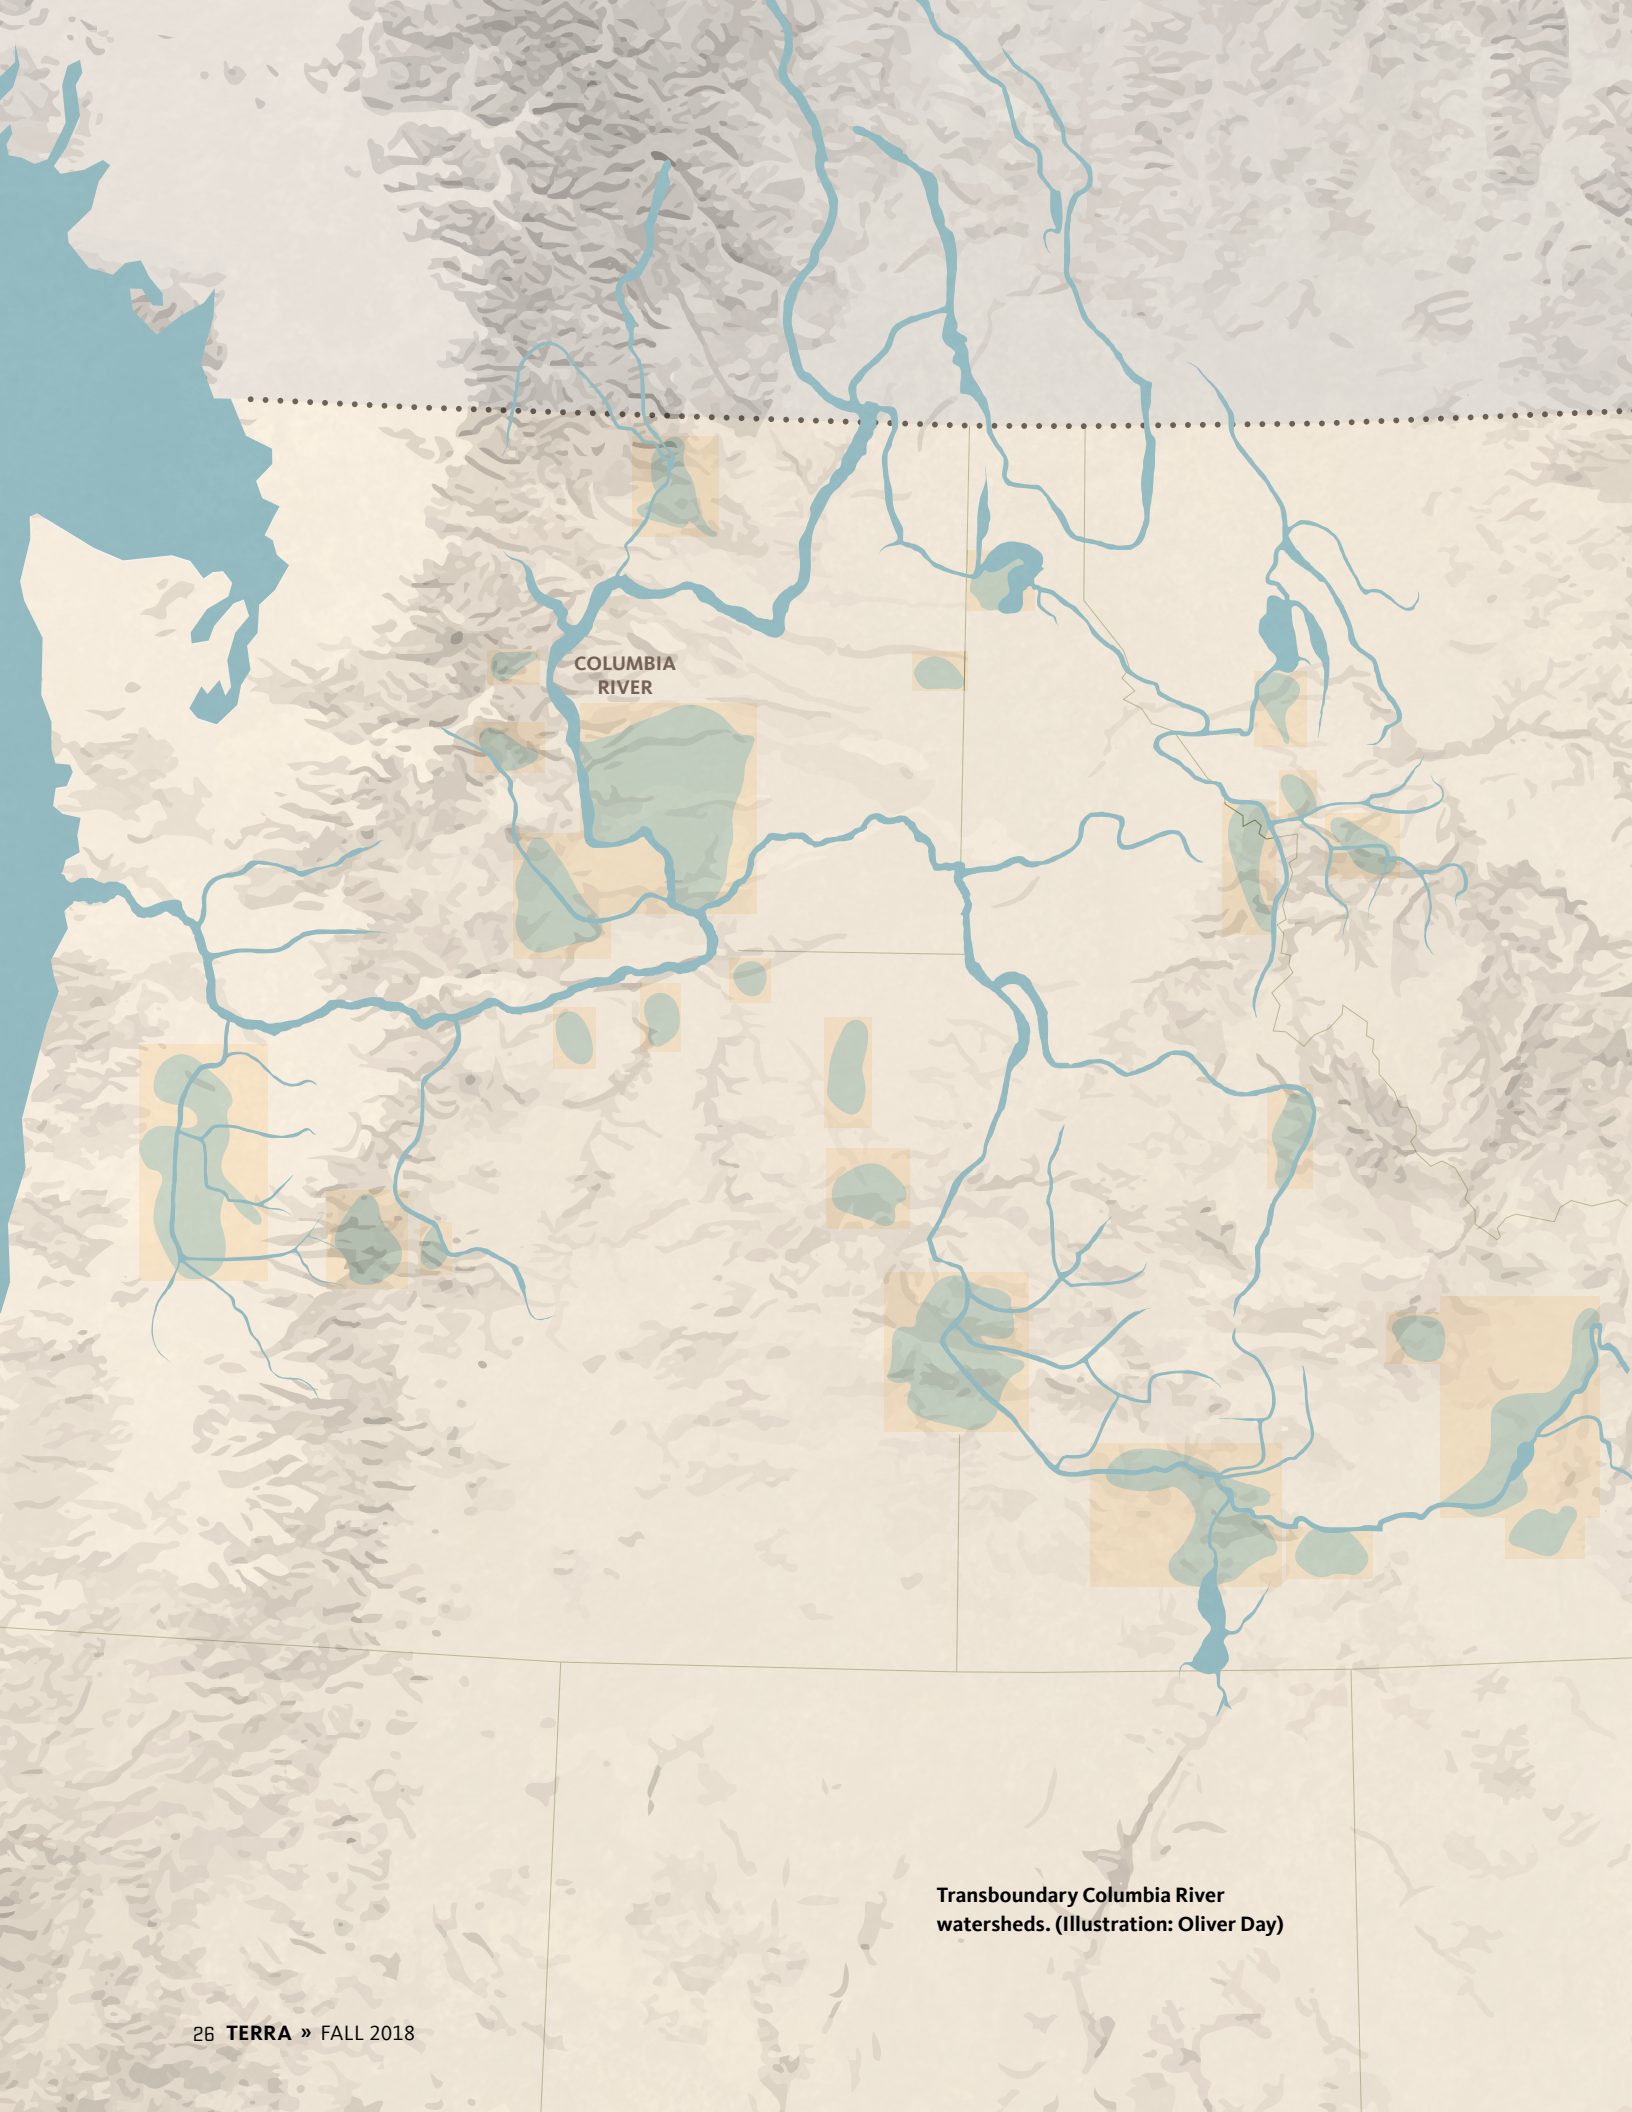 COLUMBIA
RIVER
Transboundary Columbia River
watersheds. (Illustration: Oliver Day)
26 TERRA » FALL 2018